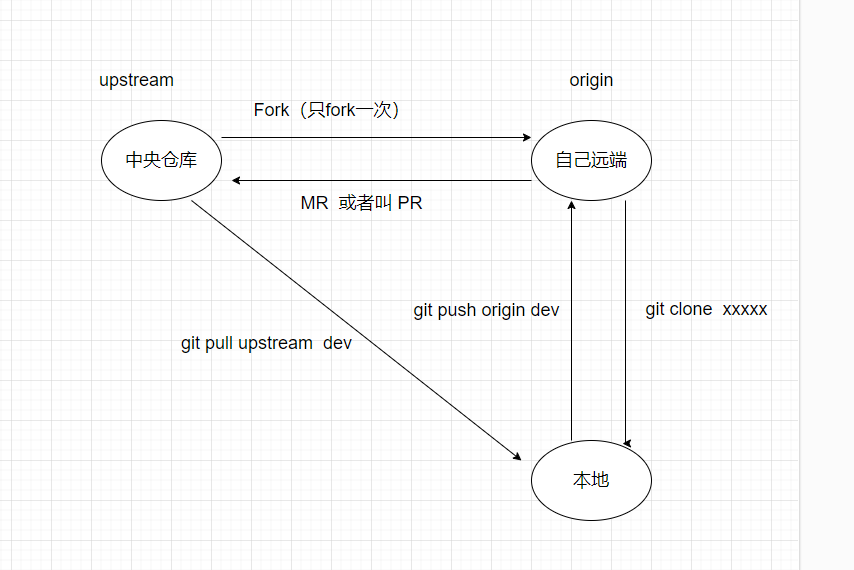 upstream
origin
Fork（只fork一次）
中央仓库
自己远端
MR  或者叫 PR
git push origin dev
git clone  xxxxx
git pull upstream  dev
本地